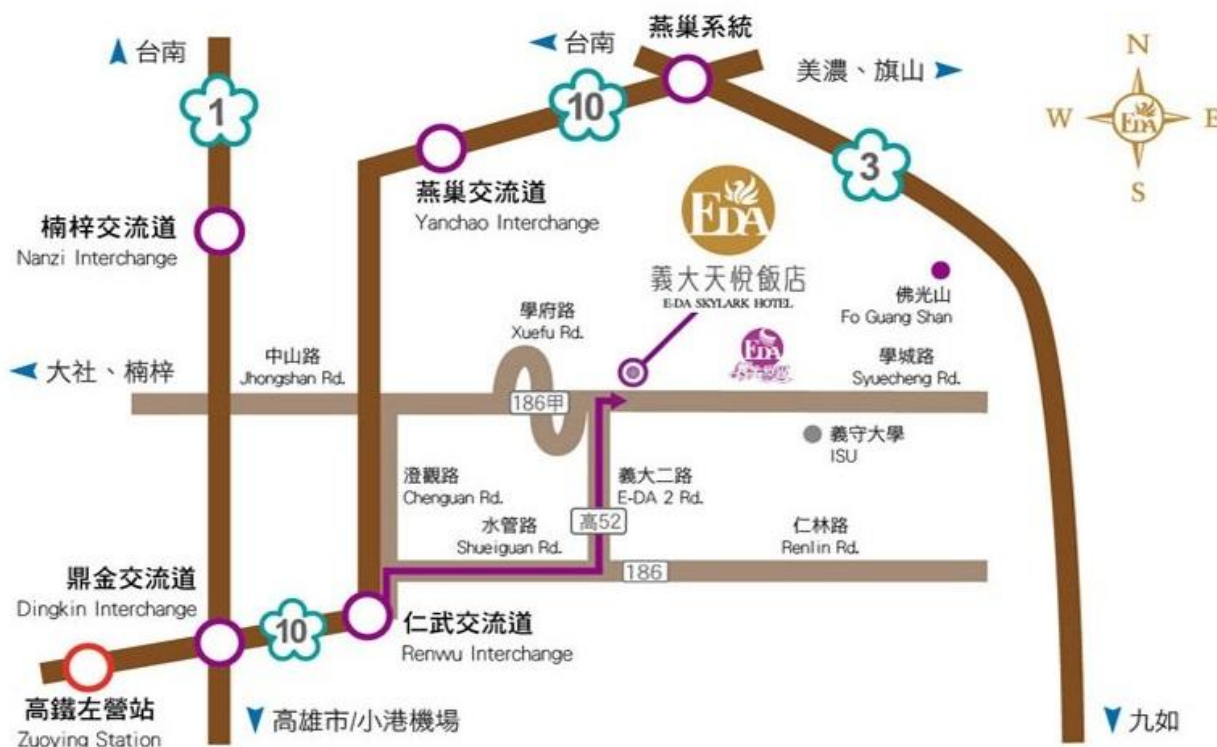 燕巢系統
台南
台南
美濃、旗山
N
W
E
S
EDA
1
10
3
燕巢交流道
Yanchao Interchange
楠梓交流道
Nanzi Interchange
EDA
義大天悅飯店
E-DA SKYLARK HOTEL
佛光山
Fo Guang Shan
學府路
Xuefu Rd.
EDA
中山路
Jhongshan Rd.
大社、楠梓
學城路
Syuecheng Rd.
186甲
義守大學
ISU
澄觀路
Chenguan Rd.
義大二路
E-DA 2 Rd.
高52
水管路
Shueiguan Rd.
仁林路
Renlin Rd.
186
鼎金交流道
Dingkin Interchange
10
仁武交流道
Renwu Interchange
高鐵左營站
Zuoying Station
高雄市/小港機場
九如